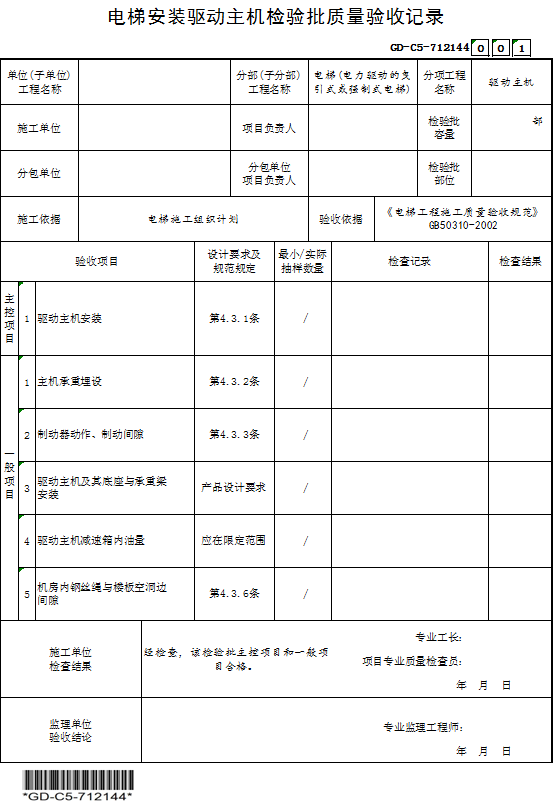 电梯安装驱动主机检验批质量验收记录
GD-C5-712144 0 0 1
单位(子单位)
工程名称
分部(子分部)
工程名称
电梯(电力驱动的曳
引式或强制式电梯)
分项工程
名称
驱动主机
施工单位
项目负责人
检验批
容量
部
分包单位
分包单位
项目负责人
检验批
部位
施工依据
电梯施工组织计划
验收依据
《电梯工程施工质量验收规范》
GB50310-2002
验收项目
设计要求及
规范规定
最小/实际
抽样数量
检查记录
检查结果
主
控
项
目
1
驱动主机安装
第4.3.1条
/
一
般
项
目
1
主机承重埋设
第4.3.2条
/
2
制动器动作、制动间隙
第4.3.3条
/
3
驱动主机及其底座与承重梁
安装
产品设计要求
/
4
驱动主机减速箱内油量
应在限定范围
/
5
机房内钢丝绳与楼板空洞边
间隙
第4.3.6条
/
施工单位
检查结果
经检查，该检验批主控项目和一般项
目合格。
专业工长:
项目专业质量检查员:
年 月 日
监理单位
验收结论
专业监理工程师:
年 月 日
*GD-C5-712144*